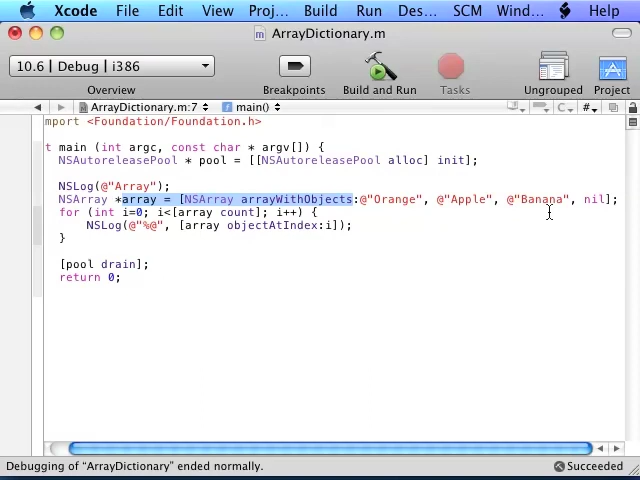 Xcode File Edit View Proj... Build Run Des... SCM Wind... Help
ArrayDictionary.m
10.6 | Debug | i386
Overview Breakpoints Build and Run Tasks Ungrouped Project
ArrayDictionary.m:7 main() C #
mport <Foundation/Foundation.h>
t main (int argc, const char * argv[]) {
NSAutoreleasePool * pool = [[NSAutoreleasePool alloc] init];
NSLog(@"Array");
NSArray *array = [NSArray arrayWithObjects:@"Orange", @"Apple", @"Banana", nil];
for (int i=0; i<[array count]; i++) {
NSLog(@"%@", [array objectAtIndex:i]);
}
[pool drain];
return 0;
Debugging of “ArrayDictionary” ended normally. Succeeded